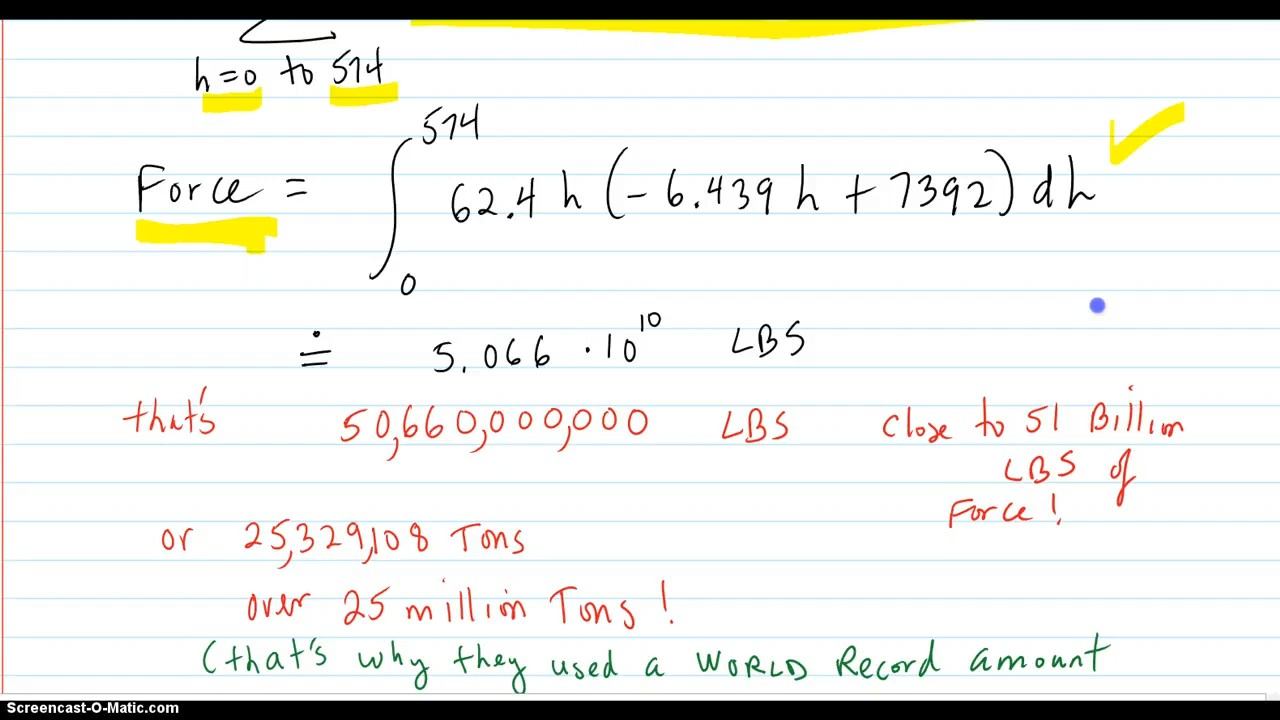 h=0 to 574
574
Force = ∫ 62.4 h (-6.439 h + 7392) dh
0
≐ 5.066 · 10^10 LBS
that's 50,660,000,000 LBS close to 51 Billion
LBS of
Force!
or 25,329,108 Tons
over 25 million Tons!
(that's why they used a WORLD Record amount
Screencast-O-Matic.com